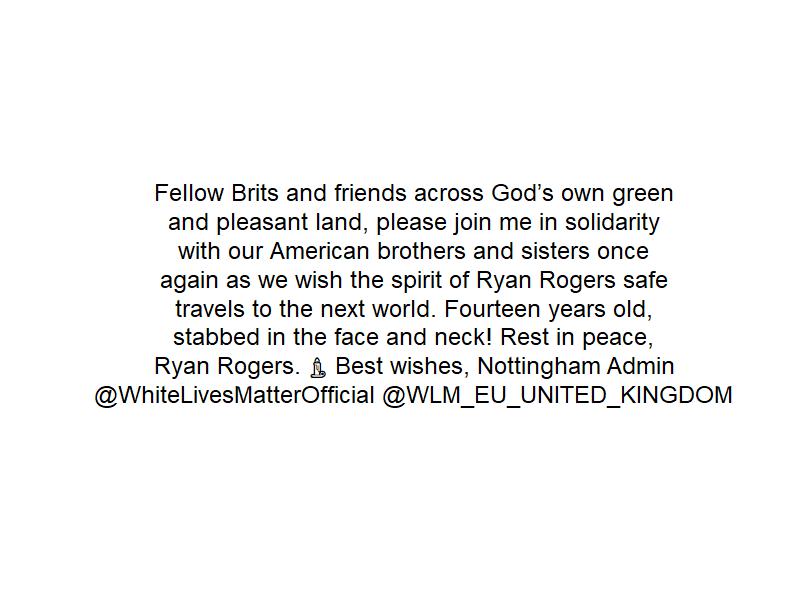 Fellow Brits and friends across God’s own green
and pleasant land, please join me in solidarity
with our American brothers and sisters once
again as we wish the spirit of Ryan Rogers safe
travels to the next world. Fourteen years old,
stabbed in the face and neck! Rest in peace,
Ryan Rogers. 🕯 Best wishes, Nottingham Admin
@WhiteLivesMatterOfficial @WLM_EU_UNITED_KINGDOM